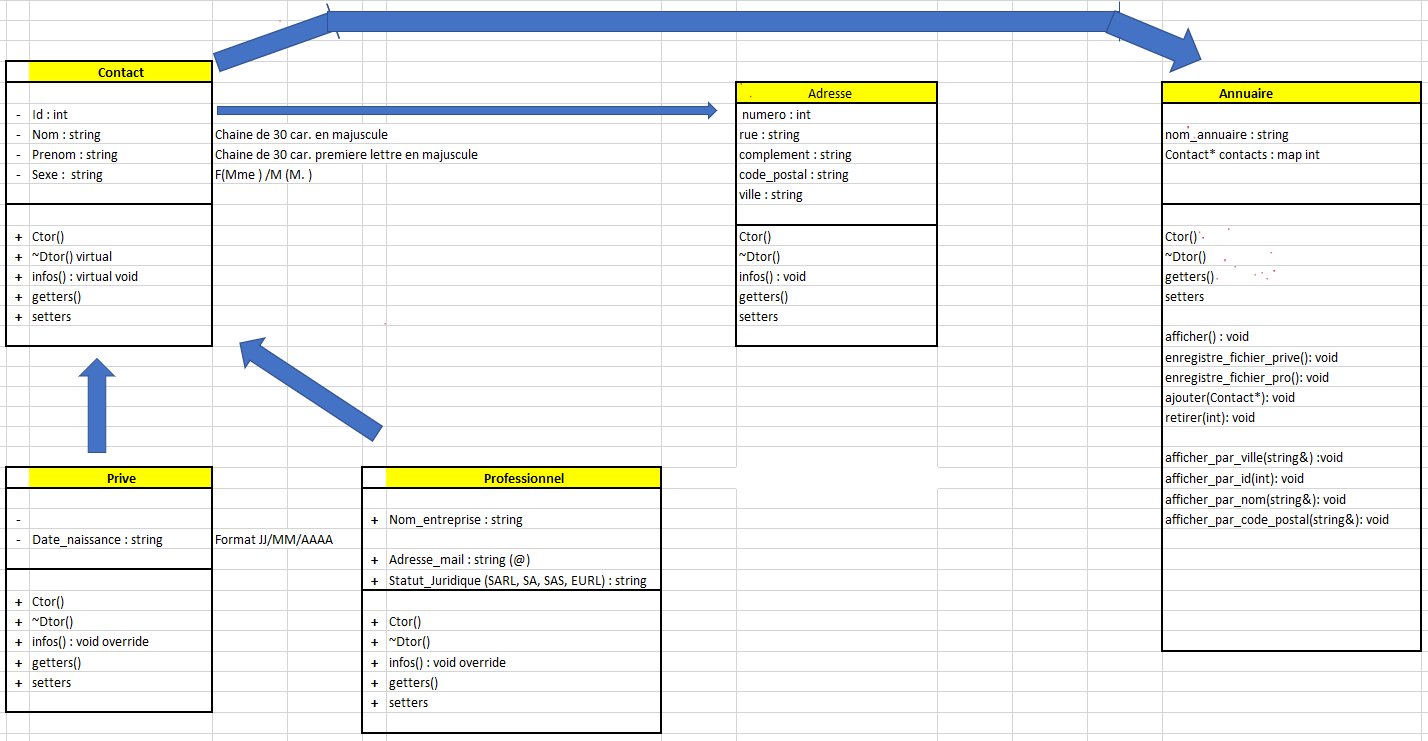 Contact
- Id : int
- Nom : string
Chaine de 30 car. en majuscule
- Prenom : string
Chaine de 30 car. premiere lettre en majuscule
- Sexe : string
F(Mme ) /M (M. )
+ Ctor()
+ ~Dtor() virtual
+ infos() : virtual void
+ getters()
+ setters
Adresse
numero : int
rue : string
complement : string
code_postal : string
ville : string
Ctor()
~Dtor()
infos() : void
getters()
setters
Annuaire
nom_annuaire : string
Contact* contacts : map int
Ctor()
~Dtor()
getters()
setters
afficher() : void
enregistre_fichier_prive(): void
enregistre_fichier_pro(): void
ajouter(Contact*): void
retirer(int): void
afficher_par_ville(string&) :void
afficher_par_id(int): void
afficher_par_nom(string&): void
afficher_par_code_postal(string&): void
Prive
-
- Date_naissance : string
Format JJ/MM/AAAA
+ Ctor()
+ ~Dtor()
+ infos() : void override
+ getters()
+ setters
Professionnel
+ Nom_entreprise : string
+ Adresse_mail : string (@)
+ Statut_Juridique (SARL, SA, SAS, EURL) : string
+ Ctor()
+ ~Dtor()
+ infos() : void override
+ getters()
+ setters